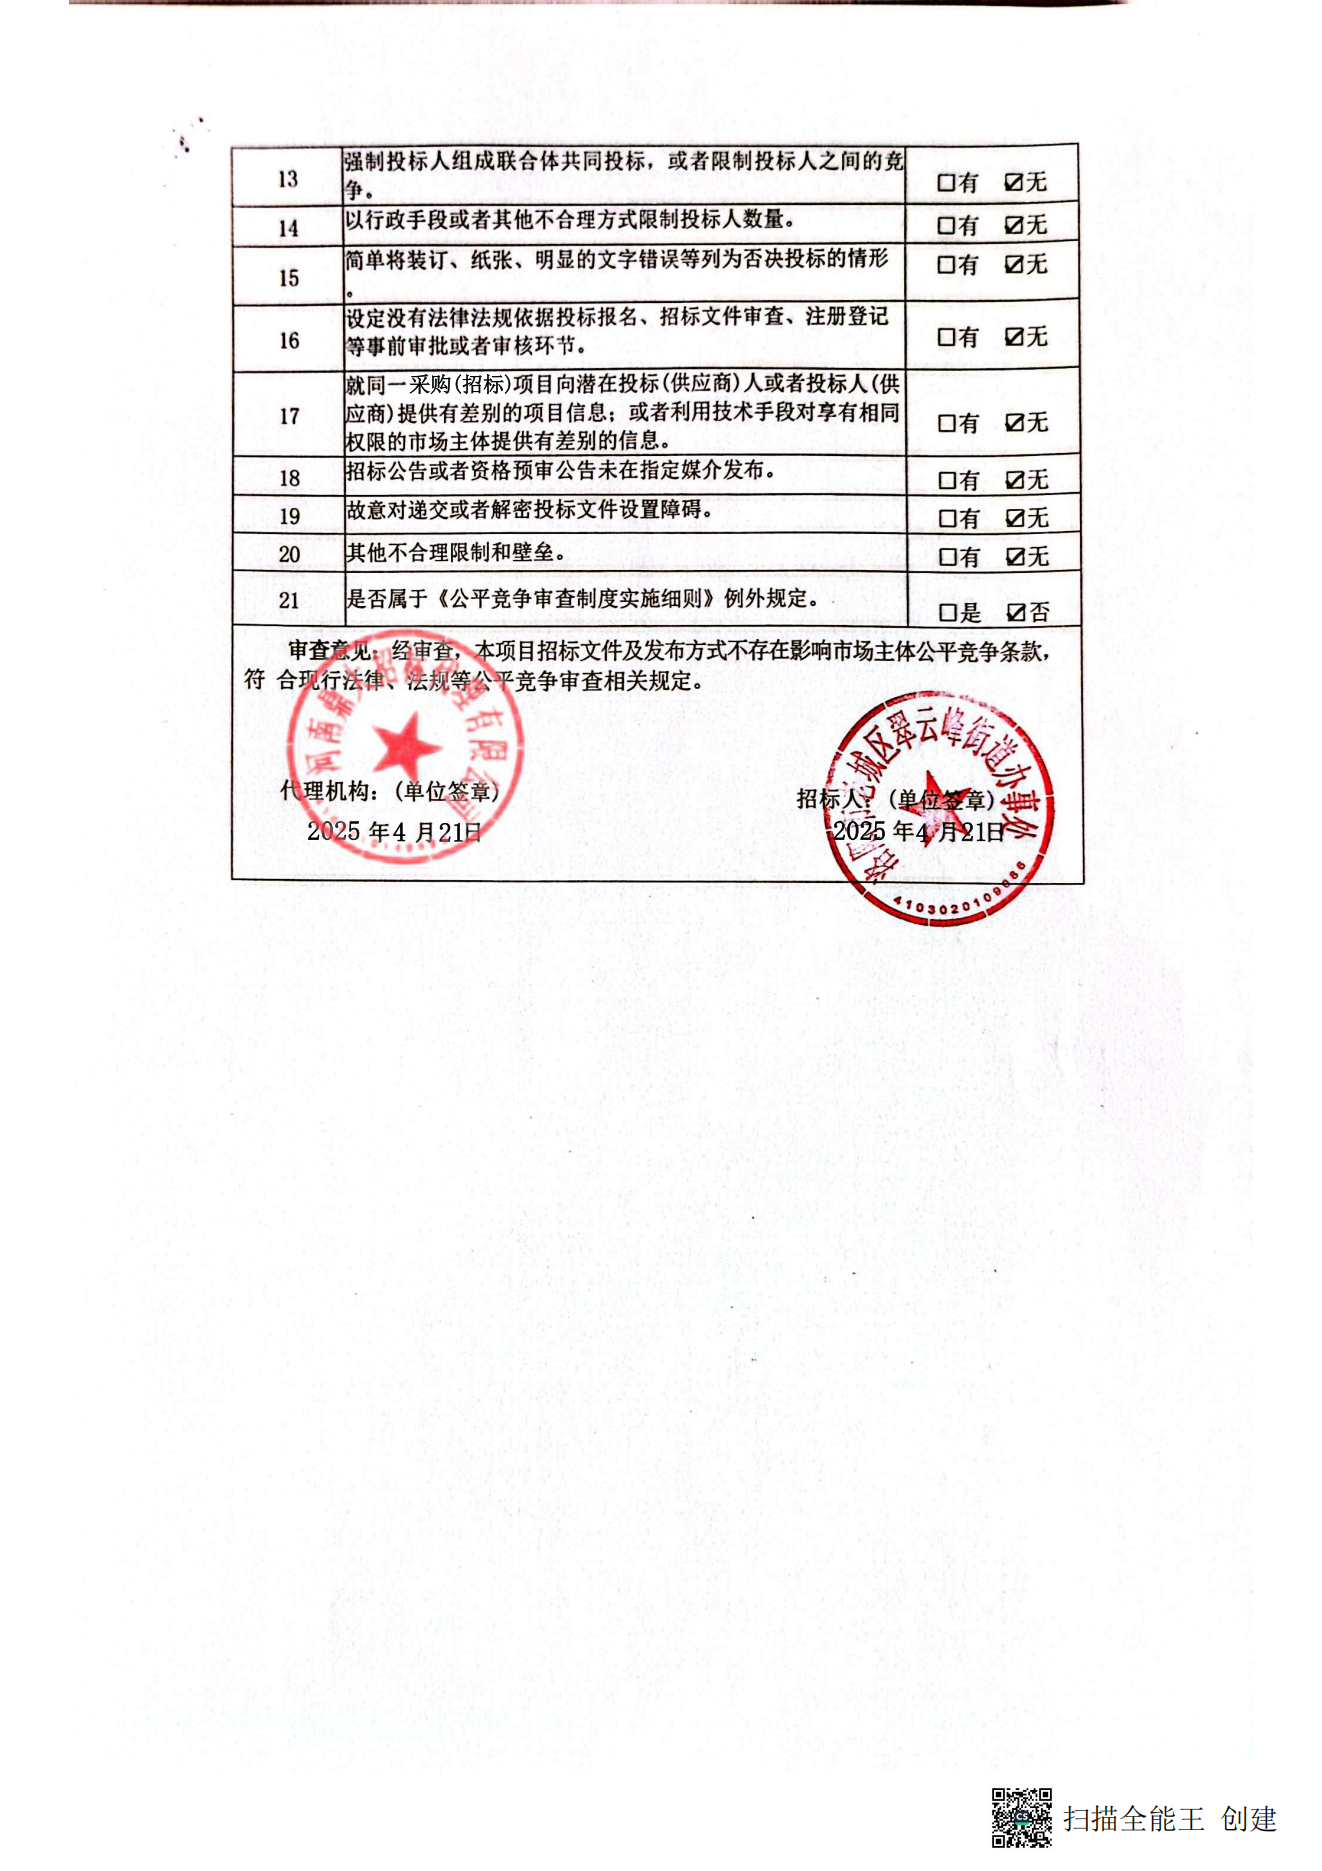 13 强制投标人组成联合体共同投标，或者限制投标人之间的竞
争。 □有 ☑无
14 以行政手段或者其他不合理方式限制投标人数量。 □有 ☑无
15 简单将装订、纸张、明显的文字错误等列为否决投标的情形 □有 ☑无
。
16 设定没有法律法规依据投标报名、招标文件审查、注册登记
等事前审批或者审核环节。 □有 ☑无
17 就同一采购(招标)项目向潜在投标(供应商)人或者投标人(供
应商)提供有差别的项目信息；或者利用技术手段对享有相同 □有 ☑无
权限的市场主体提供有差别的信息。
18 招标公告或者资格预审公告未在指定媒介发布。 □有 ☑无
19 故意对递交或者解密投标文件设置障碍。 □有 ☑无
20 其他不合理限制和壁垒。 □有 ☑无
21 是否属于《公平竞争审查制度实施细则》例外规定。 □是 ☑否
审查意见：经审查，本项目招标文件及发布方式不存在影响市场主体公平竞争条款，
符 合现行法律、法规等公平竞争审查相关规定。
河南鼎大招标代理有限公司
代理机构：(单位签章)
2025 年4 月21日
城区翠云峰街道办事处
招标人：(单位签章)
2025 年4 月21日
4103020109086
扫描全能王 创建